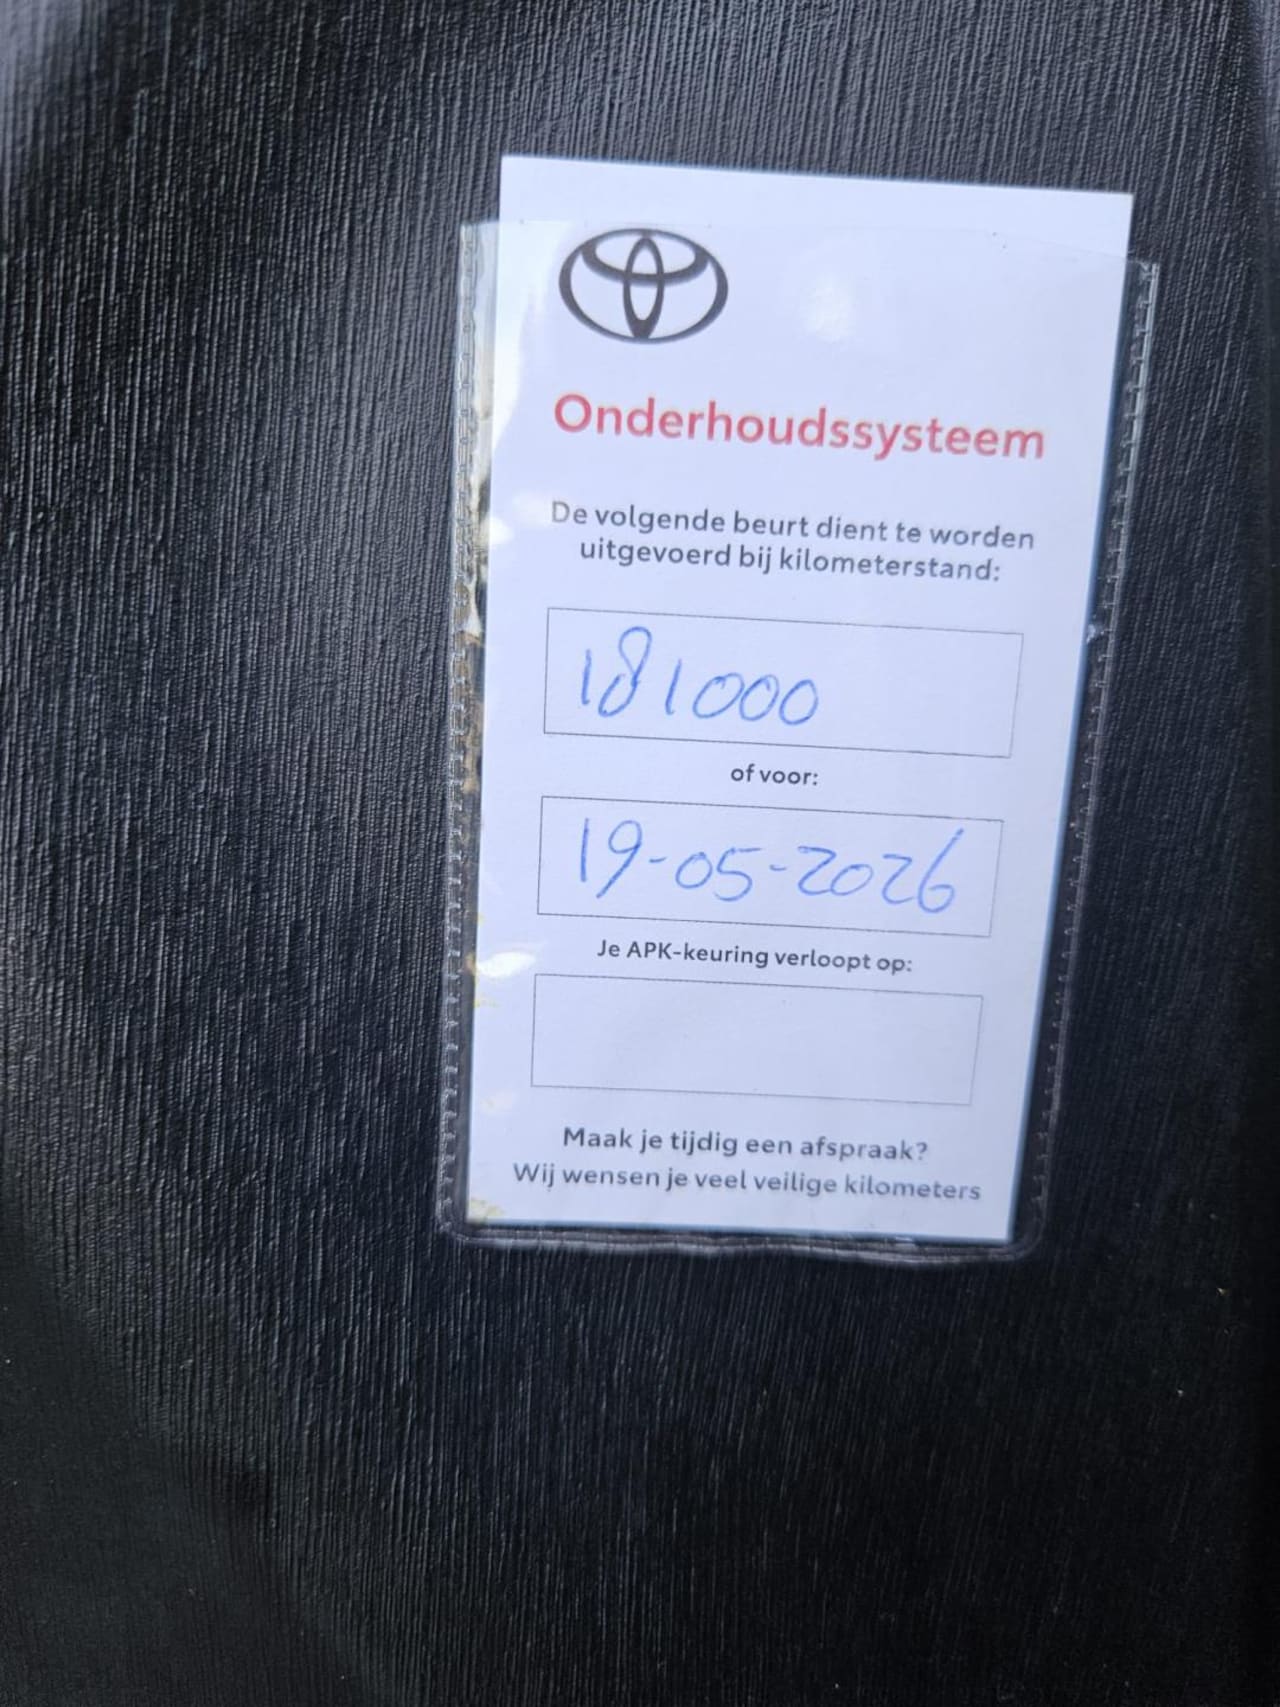 Onderhoudssysteem
De volgende beurt dient te worden
uitgevoerd bij kilometerstand:
181000
of voor:
19-05-2026
Je APK-keuring verloopt op:
Maak je tijdig een afspraak?
Wij wensen je veel veilige kilometers